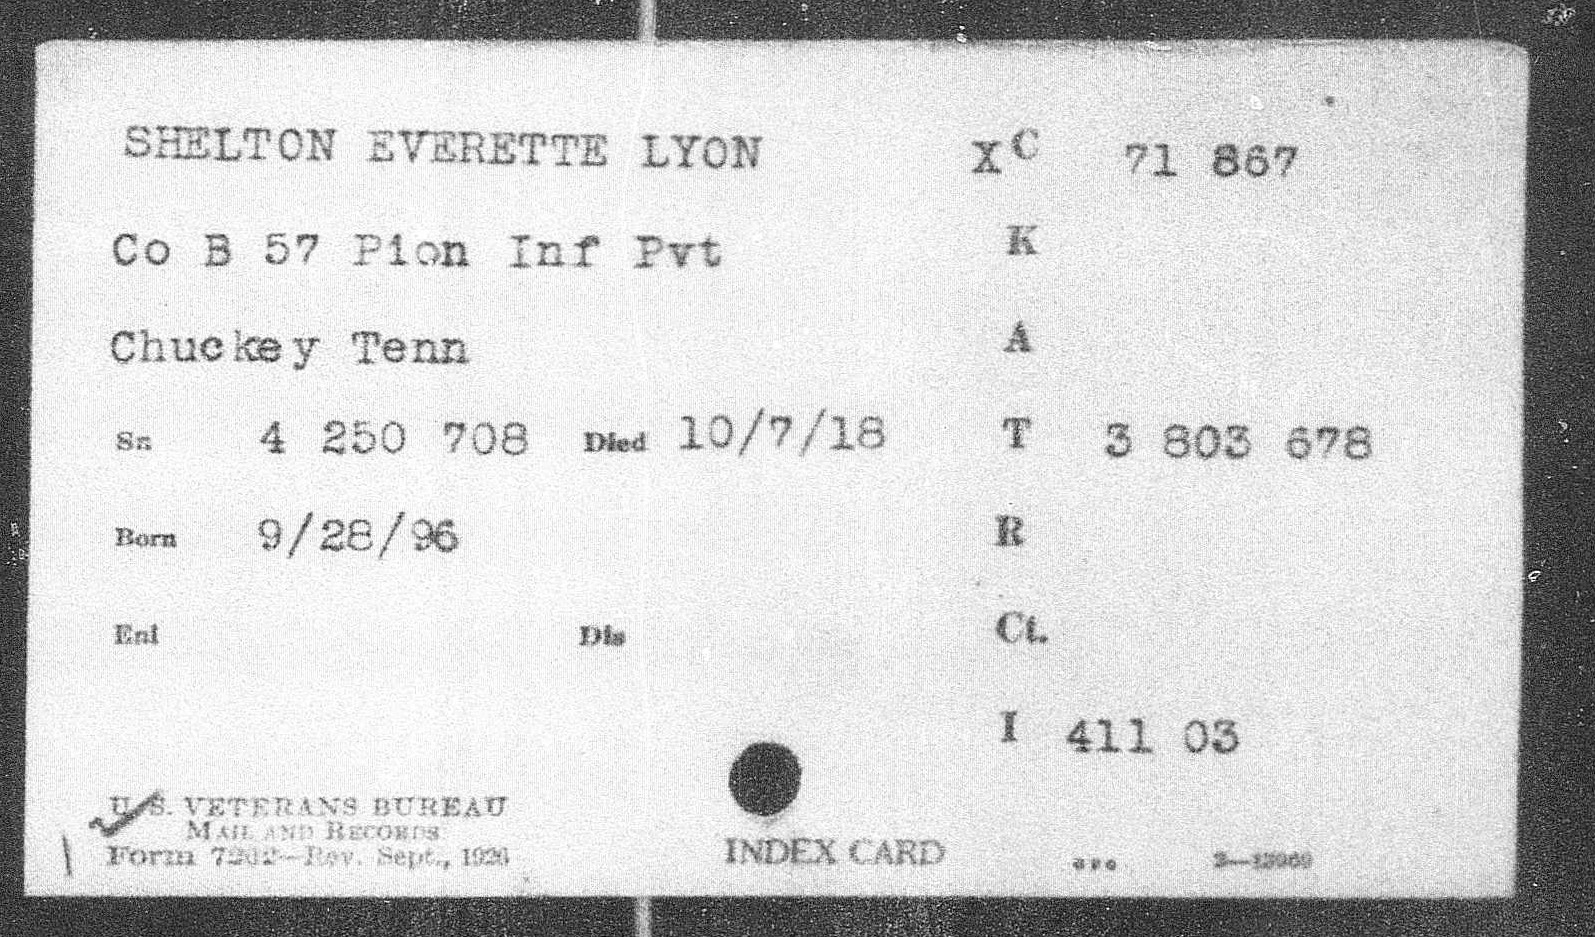 SHELTON EVERETTE LYON XC 71 867
Co B 57 Pion Inf Pvt K
Chuckey Tenn A
Sn 4 250 708 Died 10/7/18 T 3 803 678
Born 9/28/96 R
Enl Dis Ct.
I 411 03
U.S. VETERANS BUREAU
MAIL AND RECORDS
Form 7202—Rev. Sept., 1926
INDEX CARD
GPO